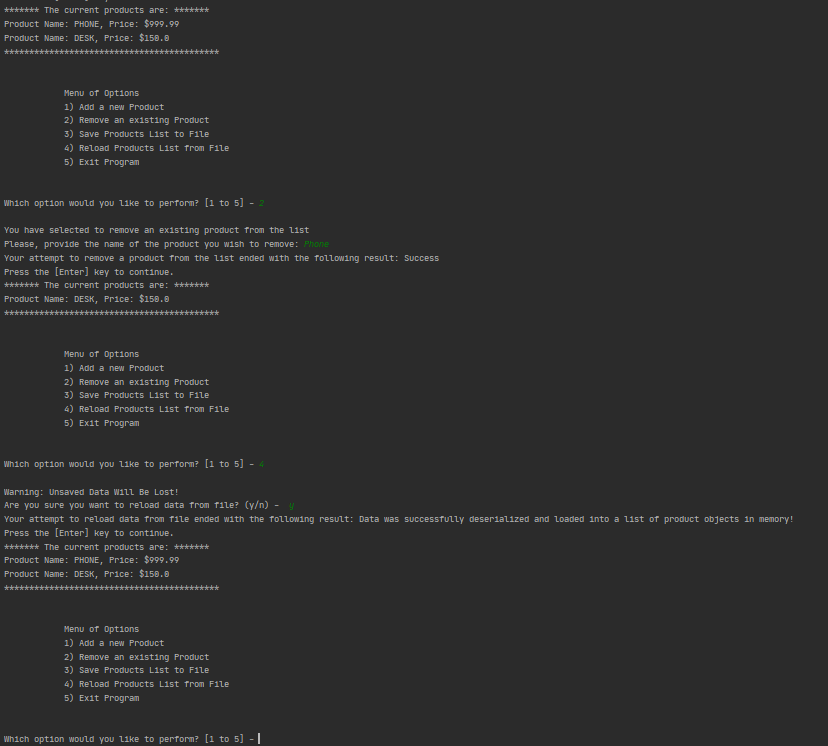 ******* The current products are: *******
Product Name: PHONE, Price: $999.99
Product Name: DESK, Price: $150.0
*******************************************
Menu of Options
1) Add a new Product
2) Remove an existing Product
3) Save Products List to File
4) Reload Products List from File
5) Exit Program
Which option would you like to perform? [1 to 5] - 2
You have selected to remove an existing product from the list
Please, provide the name of the product you wish to remove: Phone
Your attempt to remove a product from the list ended with the following result: Success
Press the [Enter] key to continue.
******* The current products are: *******
Product Name: DESK, Price: $150.0
*******************************************
Menu of Options
1) Add a new Product
2) Remove an existing Product
3) Save Products List to File
4) Reload Products List from File
5) Exit Program
Which option would you like to perform? [1 to 5] - 4
Warning: Unsaved Data Will Be Lost!
Are you sure you want to reload data from file? (y/n) -  y
Your attempt to reload data from file ended with the following result: Data was successfully deserialized and loaded into a list of product objects in memory!
Press the [Enter] key to continue.
******* The current products are: *******
Product Name: PHONE, Price: $999.99
Product Name: DESK, Price: $150.0
*******************************************
Menu of Options
1) Add a new Product
2) Remove an existing Product
3) Save Products List to File
4) Reload Products List from File
5) Exit Program
Which option would you like to perform? [1 to 5] -